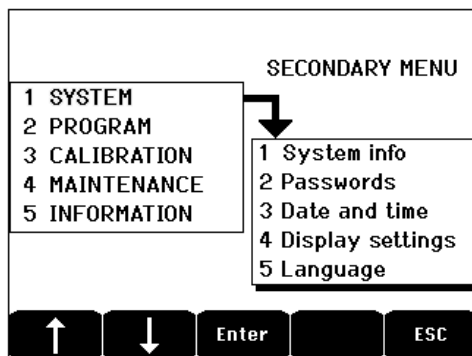 SECONDARY MENU
1 SYSTEM
2 PROGRAM
3 CALIBRATION
4 MAINTENANCE
5 INFORMATION
1 System info
2 Passwords
3 Date and time
4 Display settings
5 Language
Enter
ESC